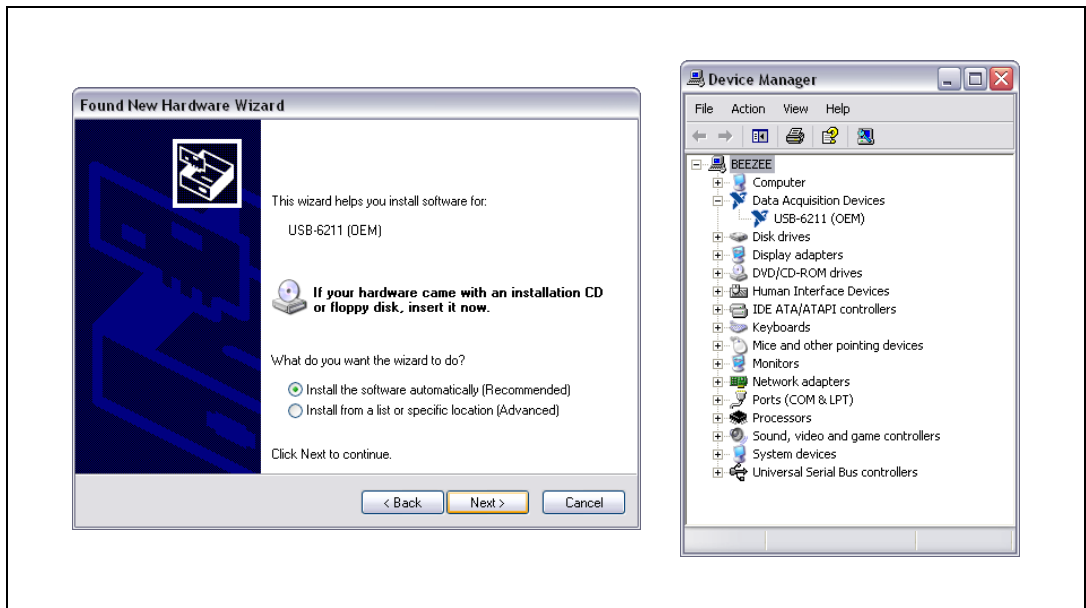 Found New Hardware Wizard
This wizard helps you install software for:
USB-6211 (OEM)
If your hardware came with an installation CD
or floppy disk, insert it now.
What do you want the wizard to do?
Install the software automatically (Recommended)
Install from a list or specific location (Advanced)
Click Next to continue.
< Back Next > Cancel
Device Manager
File Action View Help
BEEZEE
Computer
Data Acquisition Devices
USB-6211 (OEM)
Disk drives
Display adapters
DVD/CD-ROM drives
Human Interface Devices
IDE ATA/ATAPI controllers
Keyboards
Mice and other pointing devices
Monitors
Network adapters
Ports (COM & LPT)
Processors
Sound, video and game controllers
System devices
Universal Serial Bus controllers